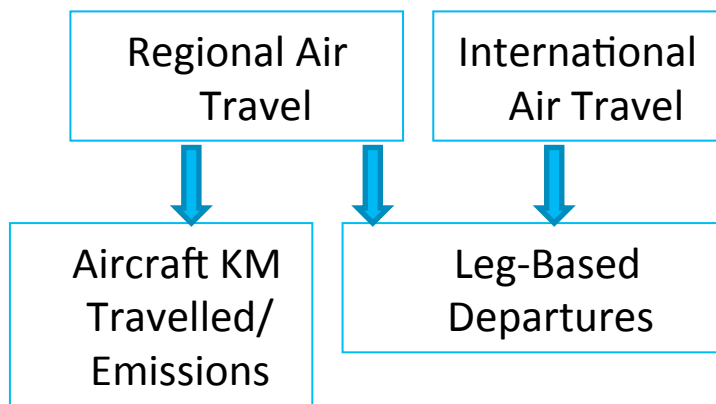 Regional Air
Travel
International
Air Travel
Aircraft KM
Travelled/
Emissions
Leg-Based
Departures